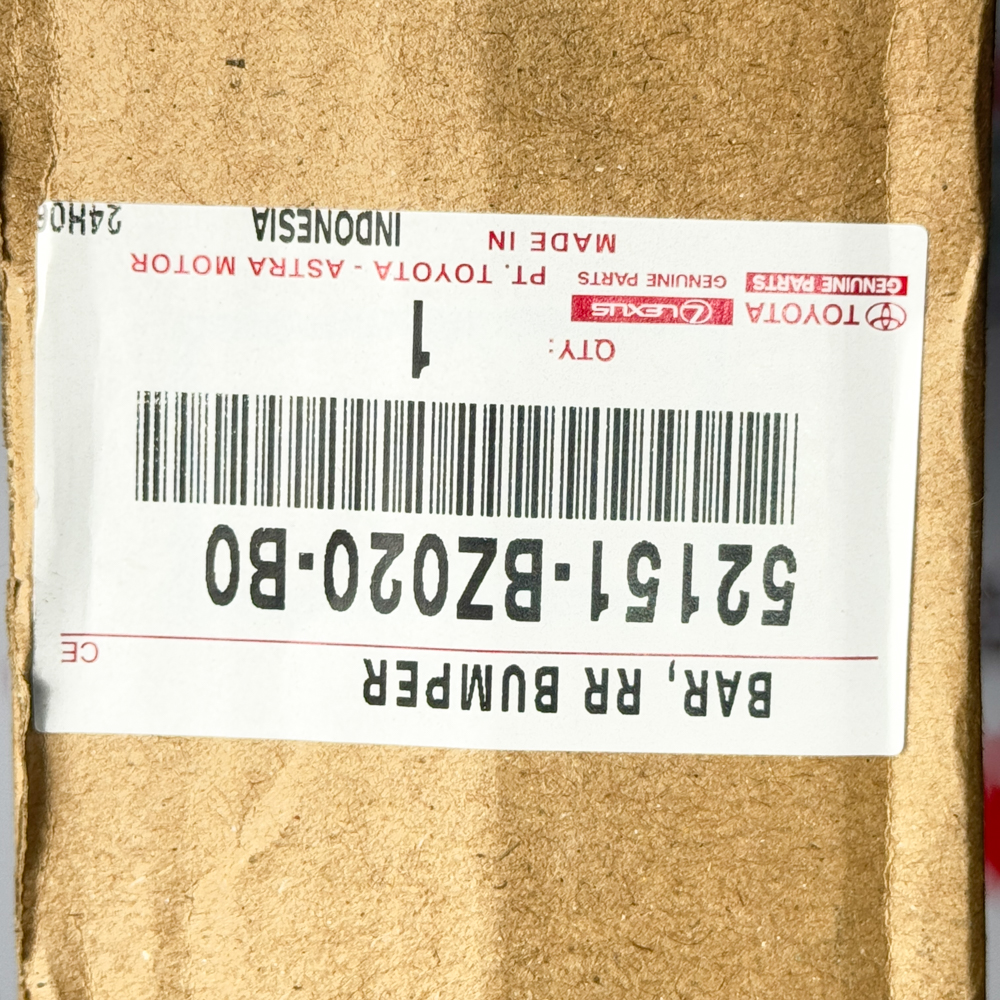 BAR, RR BUMPER
CE
52151-BZ020-B0
QTY: 1
TOYOTA LEXUS
GENUINE PARTS GENUINE PARTS PT. TOYOTA - ASTRA MOTOR
MADE IN INDONESIA